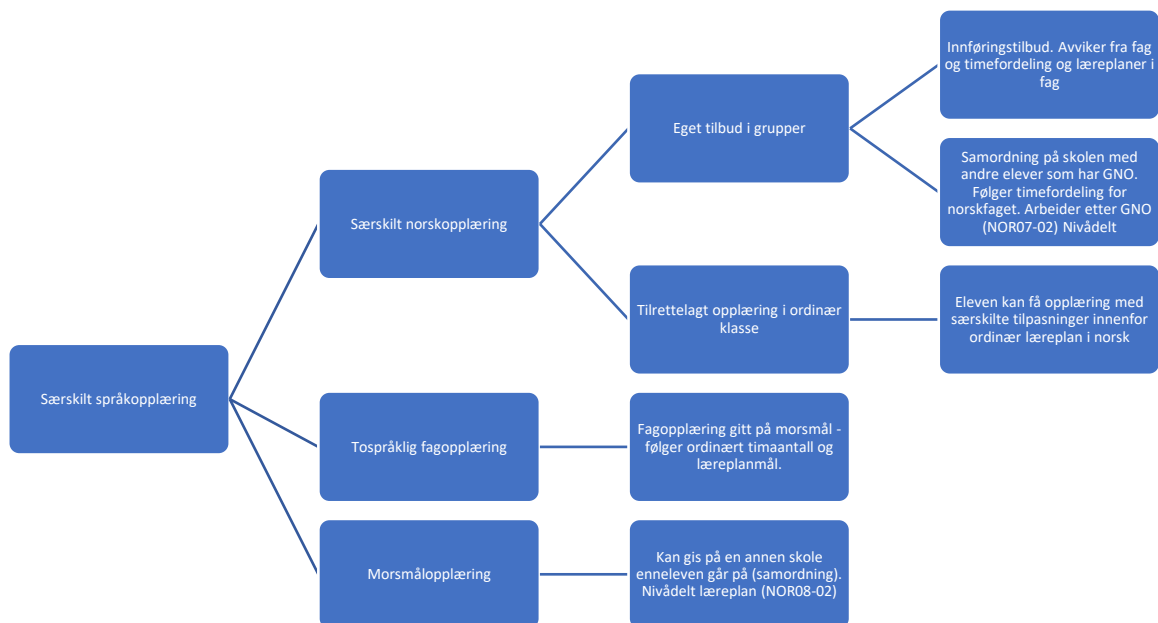 Særskilt språkopplæring
Særskilt norskopplæring
Eget tilbud i grupper
Innføringstilbud. Avviker fra fag
og timefordeling og læreplaner i
fag
Samordning på skolen med
andre elever som har GNO.
Følger timefordeling for
norskfaget. Arbeider etter GNO
(NOR07-02) Nivådelt
Tilrettelagt opplæring i ordinær
klasse
Eleven kan få opplæring med
særskilte tilpasninger innenfor
ordinær læreplan i norsk
Tospråklig fagopplæring
Fagopplæring gitt på morsmål -
følger ordinært timaantall og
læreplanmål.
Morsmålopplæring
Kan gis på en annen skole
enneleven går på (samordning).
Nivådelt læreplan (NOR08-02)